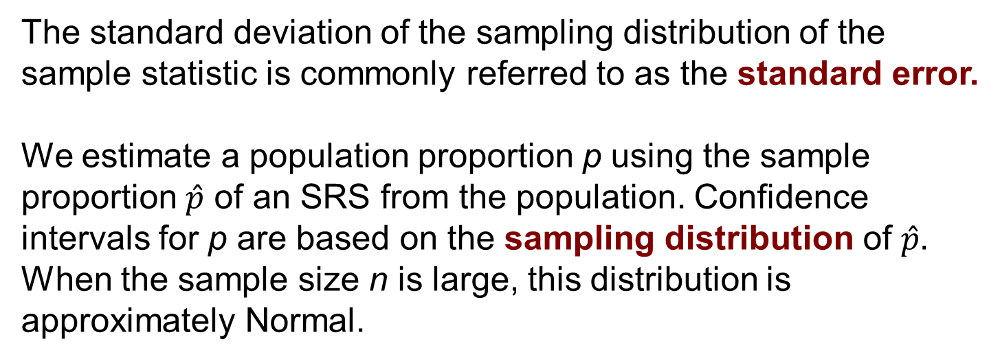 The standard deviation of the sampling distribution of the
sample statistic is commonly referred to as the standard error.
We estimate a population proportion p using the sample
proportion p̂ of an SRS from the population. Confidence
intervals for p are based on the sampling distribution of p̂.
When the sample size n is large, this distribution is
approximately Normal.